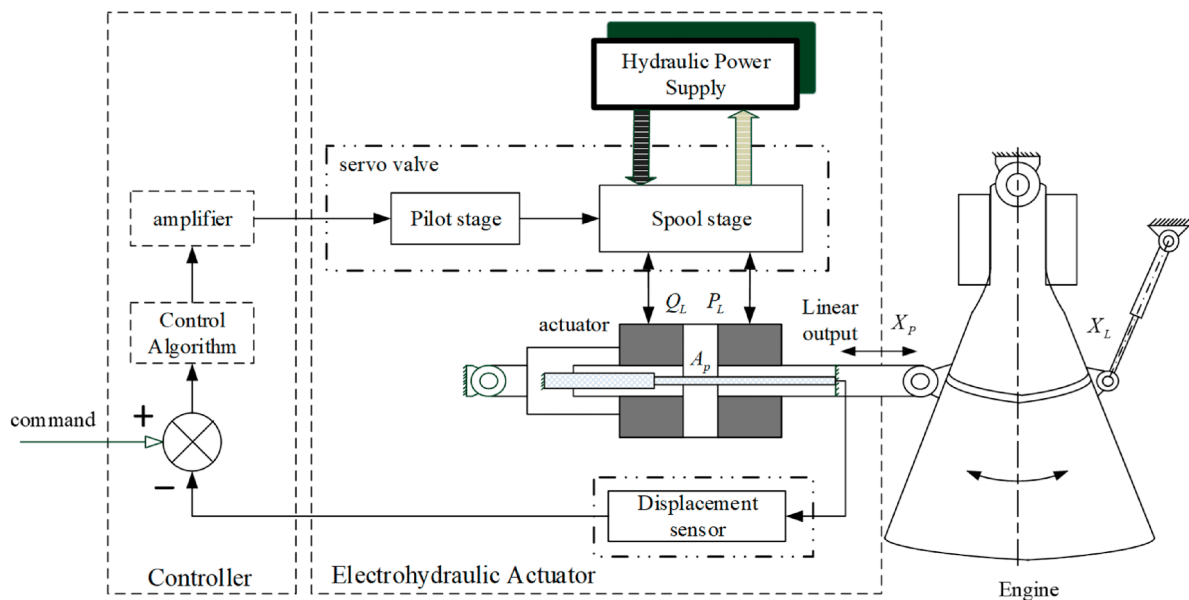 Hydraulic Power
Supply
servo valve
amplifier
Pilot stage
Spool stage
Q_L
P_L
Linear
output
X_P
X_L
Control
Algorithm
actuator
A_p
command
+
−
Displacement
sensor
Controller
Electrohydraulic Actuator
Engine